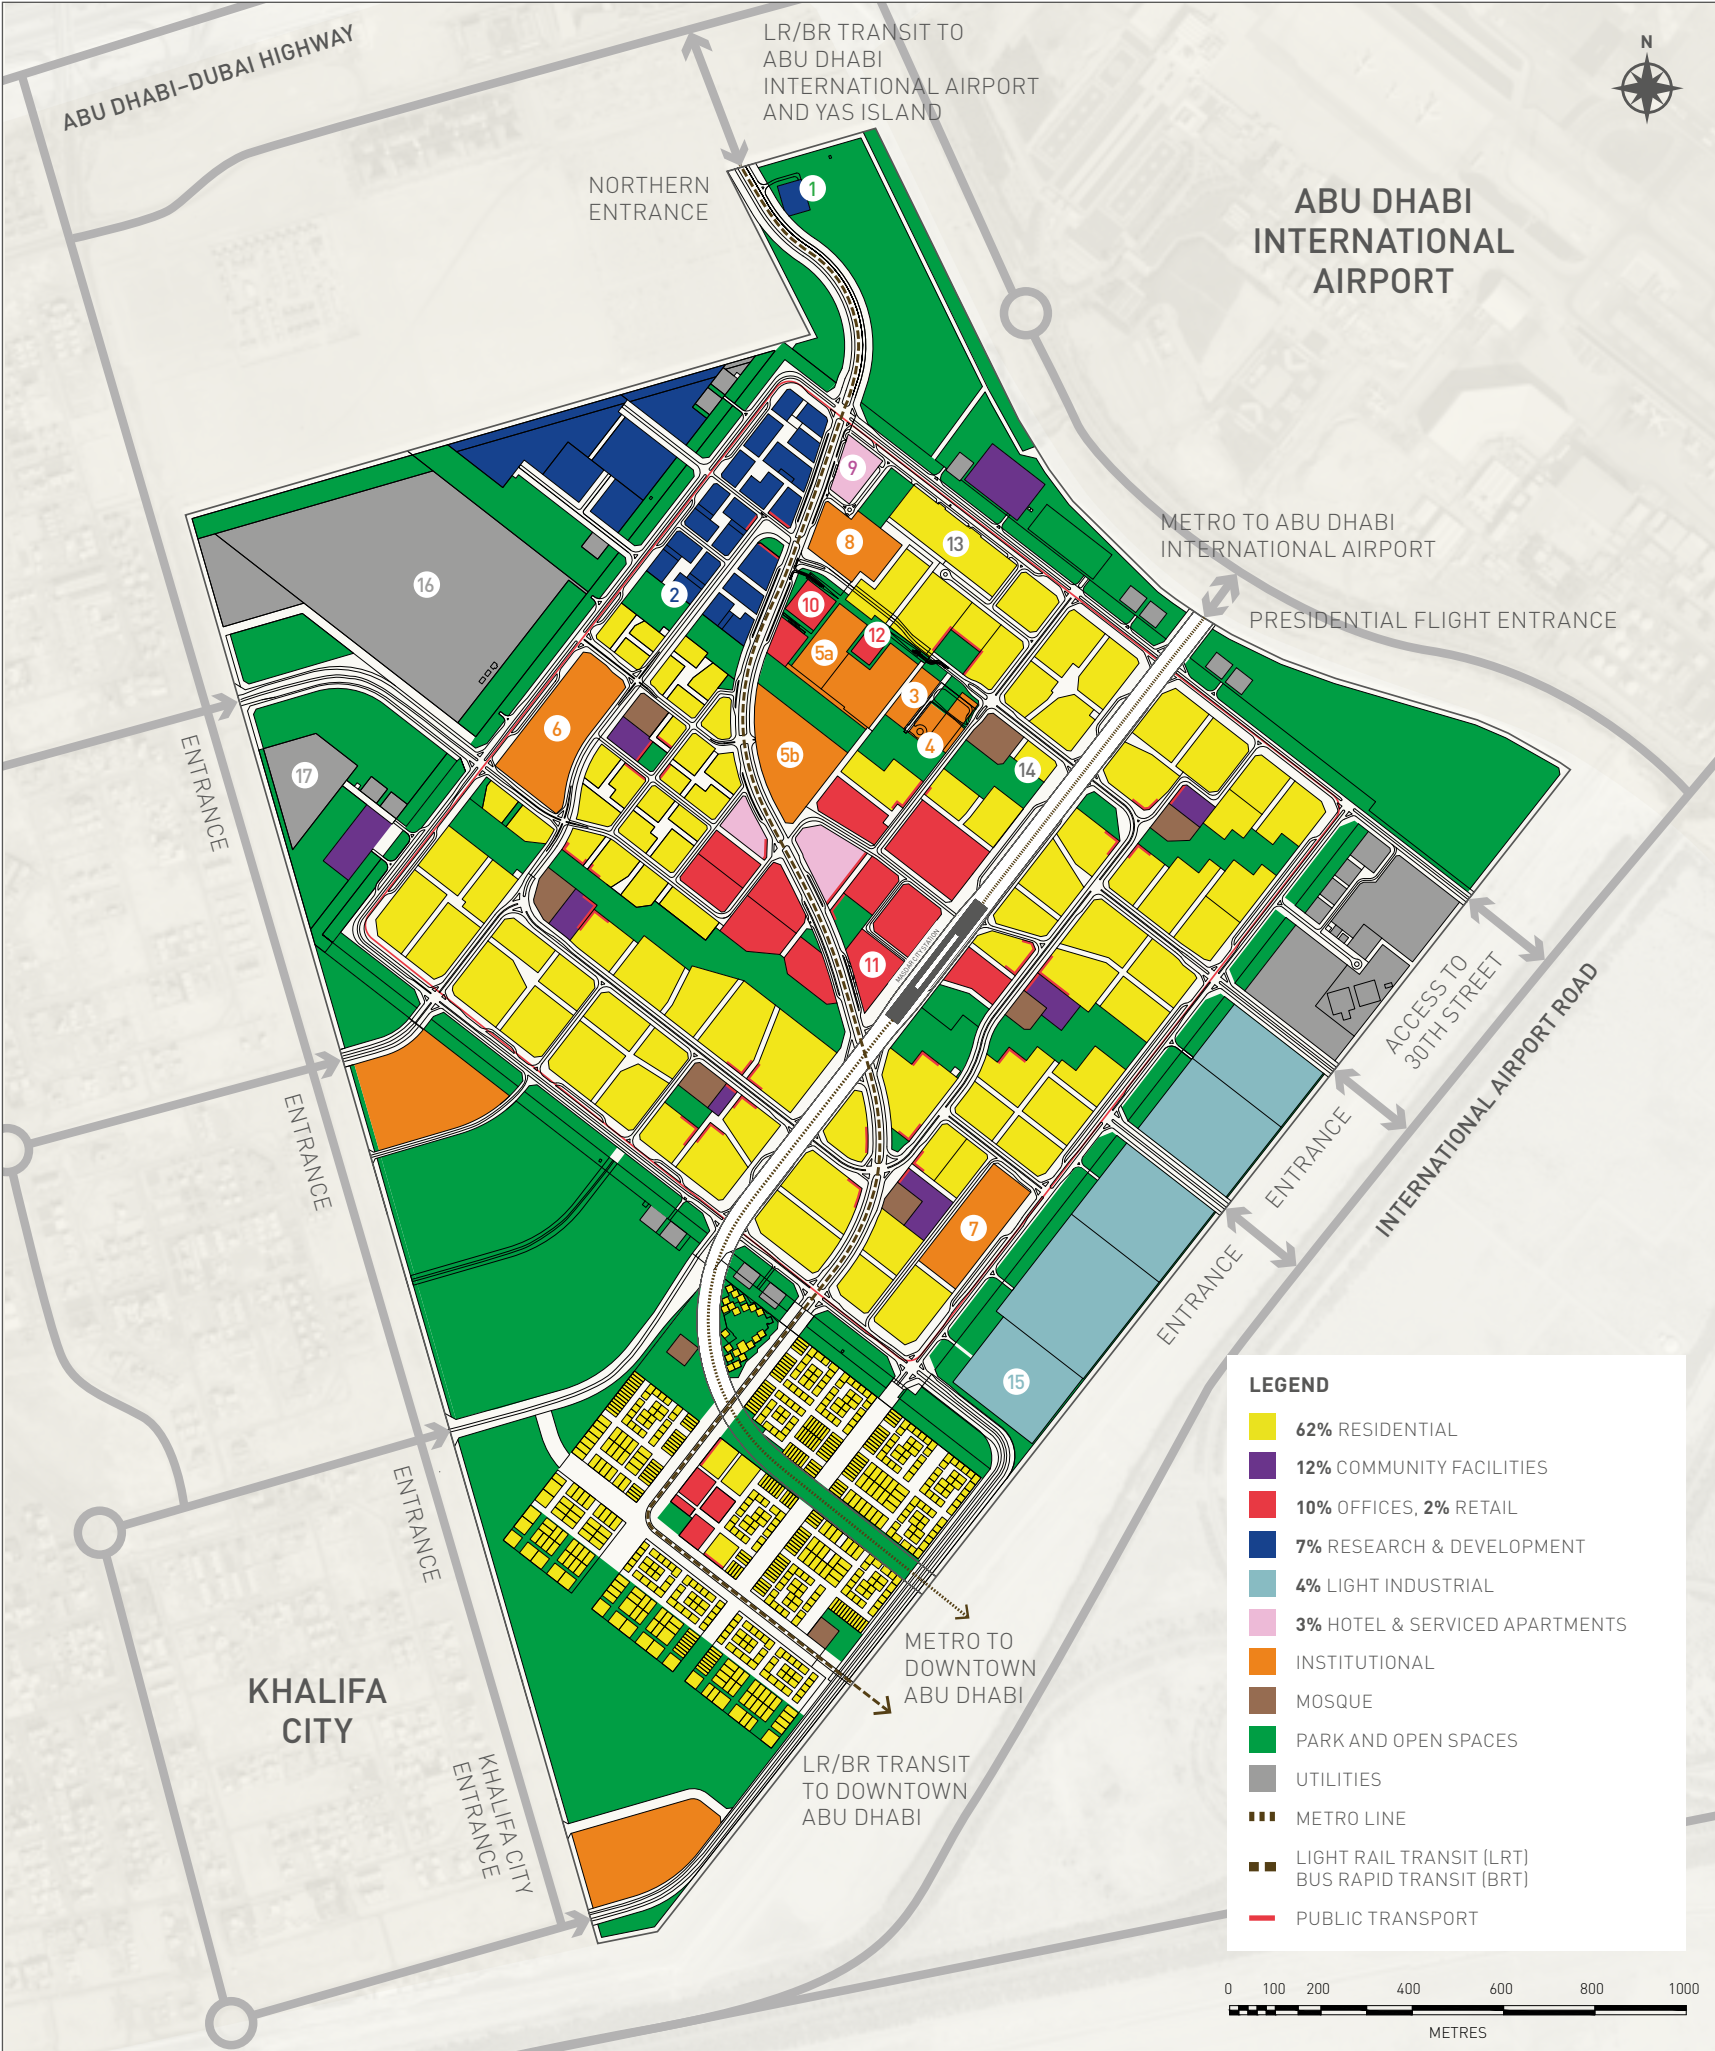 ABU DHABI–DUBAI HIGHWAY
LR/BR TRANSIT TO
ABU DHABI
INTERNATIONAL AIRPORT
AND YAS ISLAND
N
NORTHERN
ENTRANCE
ABU DHABI
INTERNATIONAL
AIRPORT
1
9
METRO TO ABU DHABI
INTERNATIONAL AIRPORT
8
13
16
2
10
PRESIDENTIAL FLIGHT ENTRANCE
12
5a
3
6
4
5b
14
17
ENTRANCE
11
MASDAR CITY STATION
ACCESS TO
30TH STREET
INTERNATIONAL AIRPORT ROAD
ENTRANCE
ENTRANCE
7
ENTRANCE
15
ENTRANCE
METRO TO
DOWNTOWN
ABU DHABI
KHALIFA
CITY
KHALIFA CITY
ENTRANCE
LR/BR TRANSIT
TO DOWNTOWN
ABU DHABI
LEGEND
62% RESIDENTIAL
12% COMMUNITY FACILITIES
10% OFFICES, 2% RETAIL
7% RESEARCH & DEVELOPMENT
4% LIGHT INDUSTRIAL
3% HOTEL & SERVICED APARTMENTS
INSTITUTIONAL
MOSQUE
PARK AND OPEN SPACES
UTILITIES
METRO LINE
LIGHT RAIL TRANSIT (LRT)
BUS RAPID TRANSIT (BRT)
PUBLIC TRANSPORT
0 100 200 400 600 800 1000
METRES